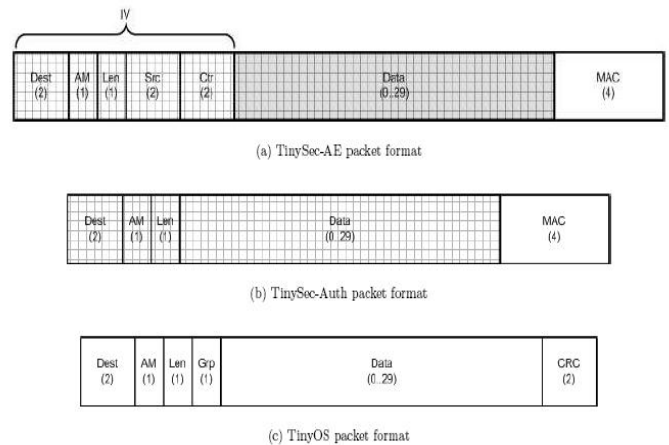 IV
Dest AM Len Src Ctr Data MAC
(2) (1) (1) (2) (2) (0..29) (4)
(a) TinySec-AE packet format
Dest AM Len Data MAC
(2) (1) (1) (0..29) (4)
(b) TinySec-Auth packet format
Dest AM Len Grp Data CRC
(2) (1) (1) (1) (0..29) (2)
(c) TinyOS packet format